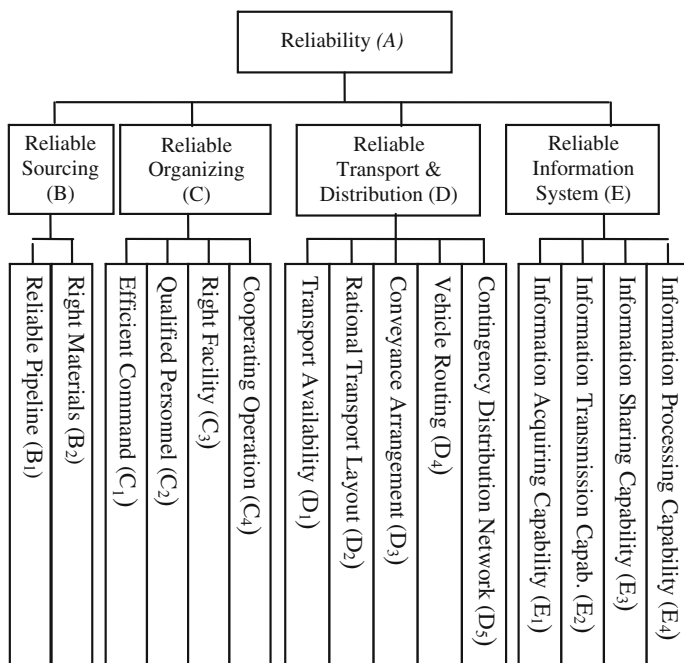 Reliability (A)
Reliable
Sourcing
(B)
Reliable
Organizing
(C)
Reliable
Transport &
Distribution (D)
Reliable
Information
System (E)
Reliable Pipeline (B₁)
Right Materials (B₂)
Efficient Command (C₁)
Qualified Personnel (C₂)
Right Facility (C₃)
Cooperating Operation (C₄)
Transport Availability (D₁)
Rational Transport Layout (D₂)
Conveyance Arrangement (D₃)
Vehicle Routing (D₄)
Contingency Distribution Network (D₅)
Information Acquiring Capability (E₁)
Information Transmission Capab. (E₂)
Information Sharing Capability (E₃)
Information Processing Capability (E₄)